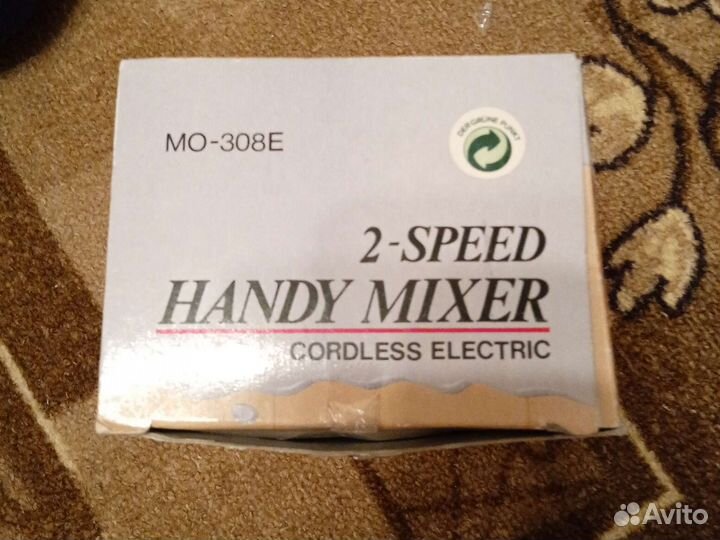 MO-308E
DER GRÜNE PUNKT
2-SPEED
HANDY MIXER
CORDLESS ELECTRIC
Avito